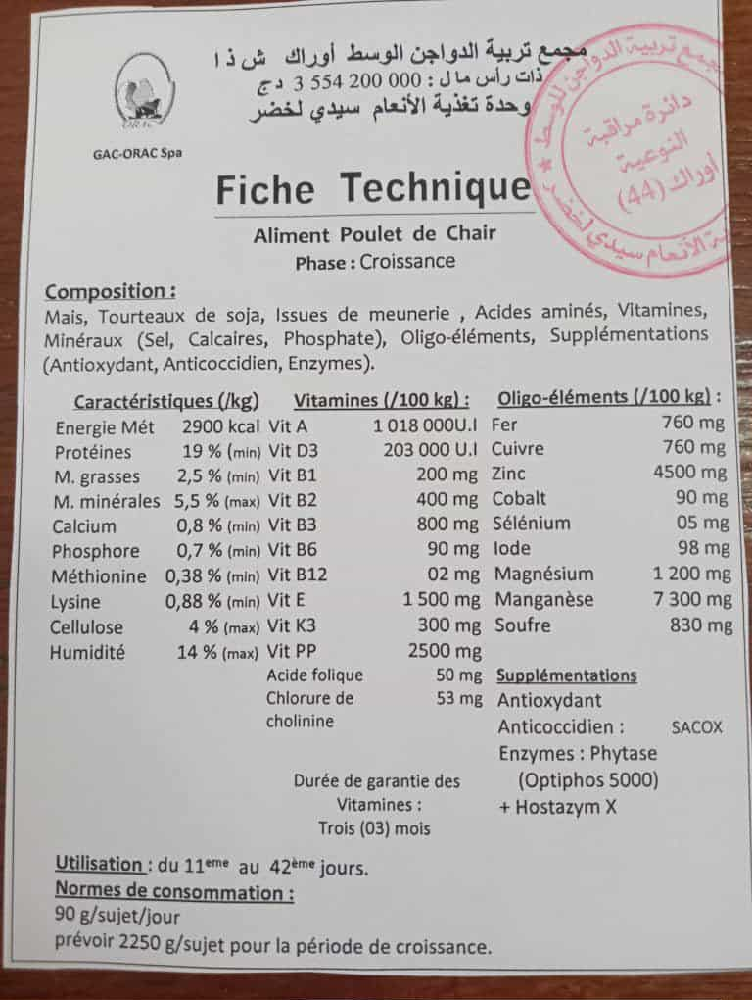 مجمع تربية الدواجن الوسط أوراك ش ذ ا
ذات رأس مال : 000 200 554 3 دج
وحدة تغذية الأنعام سيدي لخضر
ORAC
GAC-ORAC Spa
مجمع تربية الدواجن للوسط
دائرة مراقبة
النوعية
أوراك (44)
ة الأنعام سيدي لخضر
Fiche Technique
Aliment Poulet de Chair
Phase : Croissance
Composition :
Mais, Tourteaux de soja, Issues de meunerie , Acides aminés, Vitamines,
Minéraux (Sel, Calcaires, Phosphate), Oligo-éléments, Supplémentations
(Antioxydant, Anticoccidien, Enzymes).
Caractéristiques (/kg)
Energie Mét 2900 kcal
Protéines 19 % (min)
M. grasses 2,5 % (min)
M. minérales 5,5 % (max)
Calcium 0,8 % (min)
Phosphore 0,7 % (min)
Méthionine 0,38 % (min)
Lysine 0,88 % (min)
Cellulose 4 % (max)
Humidité 14 % (max)
Vitamines (/100 kg) :
Vit A 1 018 000U.I
Vit D3 203 000 U.I
Vit B1 200 mg
Vit B2 400 mg
Vit B3 800 mg
Vit B6 90 mg
Vit B12 02 mg
Vit E 1 500 mg
Vit K3 300 mg
Vit PP 2500 mg
Acide folique 50 mg
Chlorure de 53 mg
cholinine
Durée de garantie des
Vitamines :
Trois (03) mois
Oligo-éléments (/100 kg) :
Fer 760 mg
Cuivre 760 mg
Zinc 4500 mg
Cobalt 90 mg
Sélénium 05 mg
Iode 98 mg
Magnésium 1 200 mg
Manganèse 7 300 mg
Soufre 830 mg
Supplémentations
Antioxydant
Anticoccidien : SACOX
Enzymes : Phytase
(Optiphos 5000)
+ Hostazym X
Utilisation : du 11eme au 42ème jours.
Normes de consommation :
90 g/sujet/jour
prévoir 2250 g/sujet pour la période de croissance.